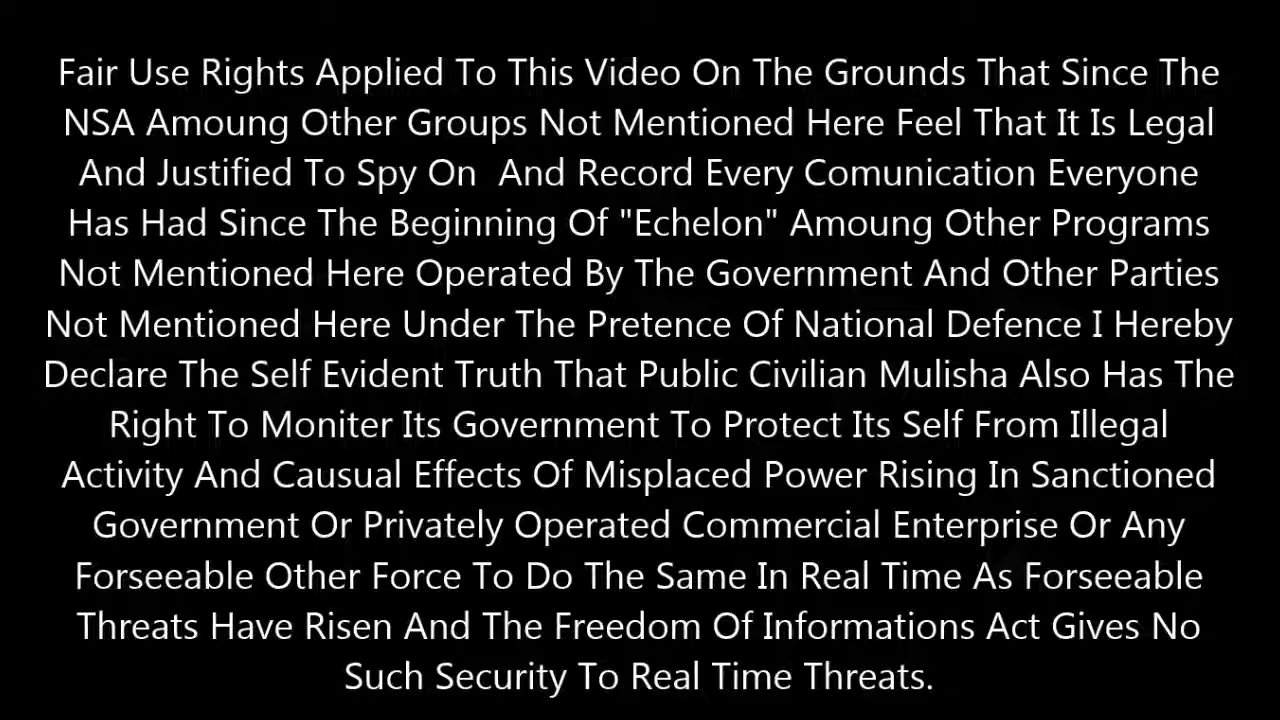 Fair Use Rights Applied To This Video On The Grounds That Since The
NSA Amoung Other Groups Not Mentioned Here Feel That It Is Legal
And Justified To Spy On  And Record Every Comunication Everyone
Has Had Since The Beginning Of "Echelon" Amoung Other Programs
Not Mentioned Here Operated By The Government And Other Parties
Not Mentioned Here Under The Pretence Of National Defence I Hereby
Declare The Self Evident Truth That Public Civilian Mulisha Also Has The
Right To Moniter Its Government To Protect Its Self From Illegal
Activity And Causual Effects Of Misplaced Power Rising In Sanctioned
Government Or Privately Operated Commercial Enterprise Or Any
Forseeable Other Force To Do The Same In Real Time As Forseeable
Threats Have Risen And The Freedom Of Informations Act Gives No
Such Security To Real Time Threats.